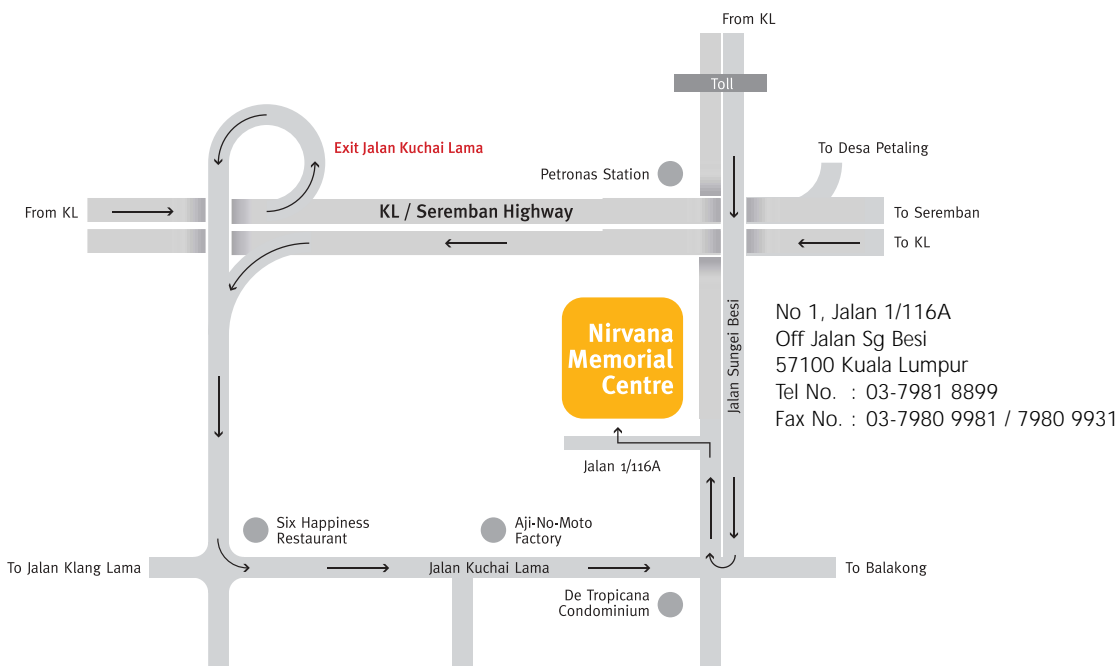 From KL
Toll
Exit Jalan Kuchai Lama
To Desa Petaling
Petronas Station
From KL
KL / Seremban Highway
To Seremban
To KL
Nirvana
Memorial
Centre
Jalan Sungei Besi
No 1, Jalan 1/116A
Off Jalan Sg Besi
57100 Kuala Lumpur
Tel No. : 03-7981 8899
Fax No. : 03-7980 9981 / 7980 9931
Jalan 1/116A
Six Happiness
Restaurant
Aji-No-Moto
Factory
To Jalan Klang Lama
Jalan Kuchai Lama
To Balakong
De Tropicana
Condominium